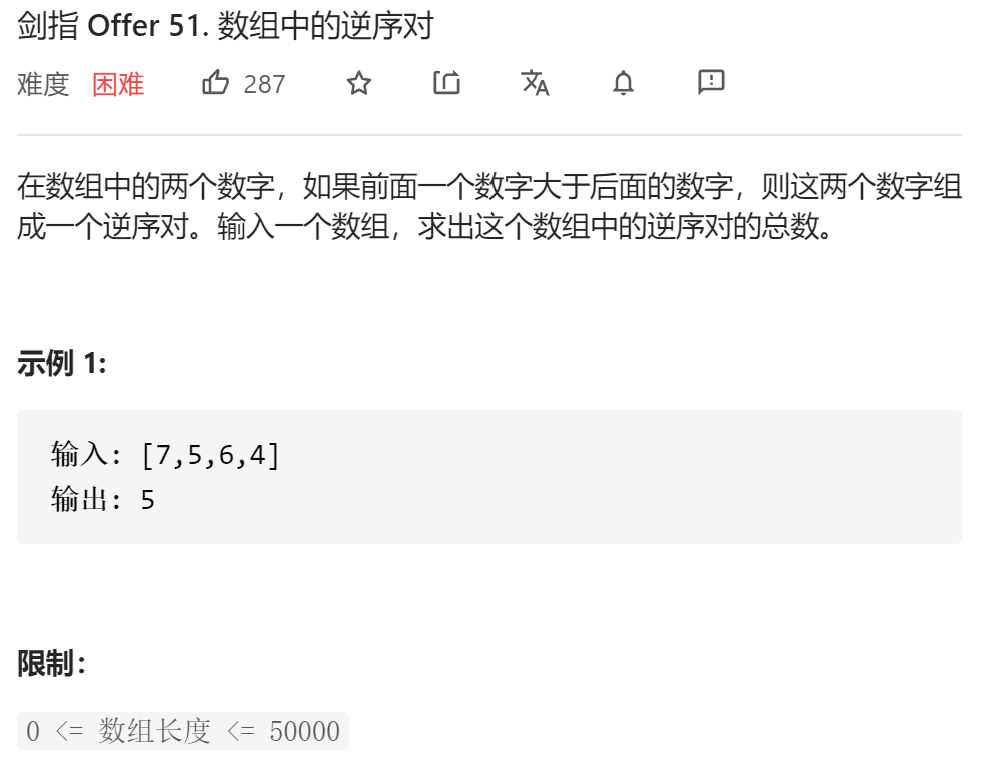 剑指 Offer 51. 数组中的逆序对
难度 困难 287
在数组中的两个数字，如果前面一个数字大于后面的数字，则这两个数字组
成一个逆序对。输入一个数组，求出这个数组中的逆序对的总数。
示例 1:
输入: [7,5,6,4]
输出: 5
限制：
0 <= 数组长度 <= 50000